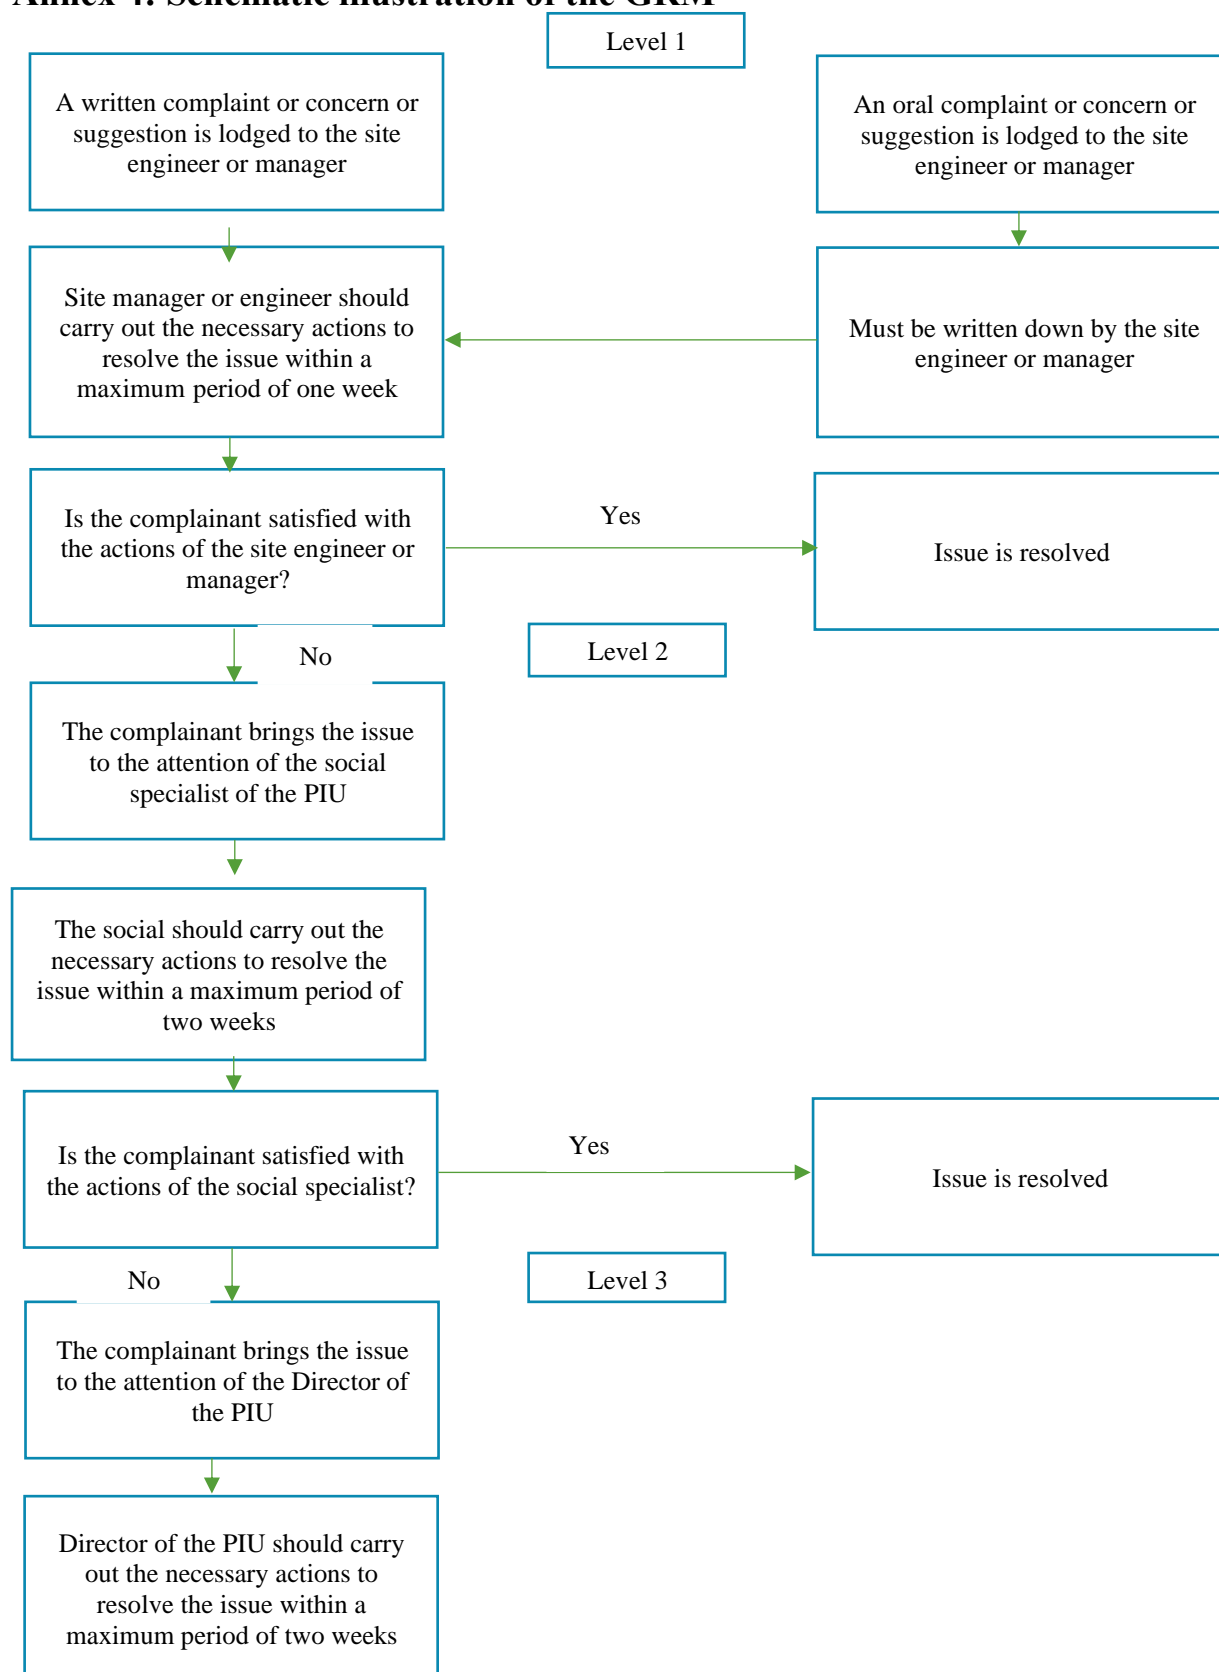 Annex 4: Schematic illustration of the GRM
Level 1
A written complaint or concern or
suggestion is lodged to the site
engineer or manager
An oral complaint or concern or
suggestion is lodged to the site
engineer or manager
Site manager or engineer should
carry out the necessary actions to
resolve the issue within a
maximum period of one week
Must be written down by the site
engineer or manager
Is the complainant satisfied with
the actions of the site engineer or
manager?
Yes
Issue is resolved
No
Level 2
The complainant brings the issue
to the attention of the social
specialist of the PIU
The social should carry out the
necessary actions to resolve the
issue within a maximum period of
two weeks
Is the complainant satisfied with
the actions of the social specialist?
Yes
Issue is resolved
No
Level 3
The complainant brings the issue
to the attention of the Director of
the PIU
Director of the PIU should carry
out the necessary actions to
resolve the issue within a
maximum period of two weeks